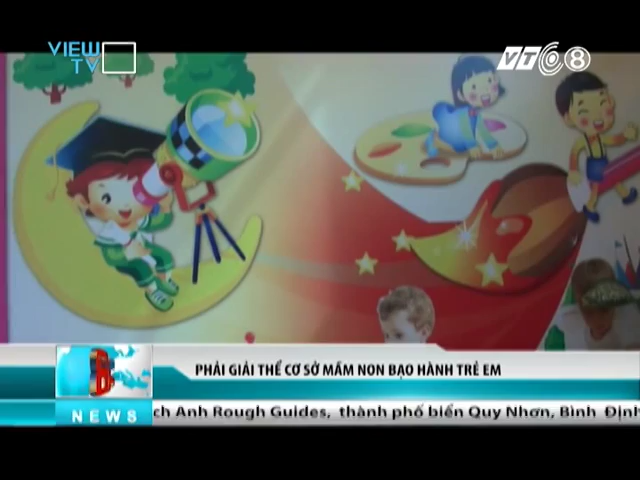 VIEW
TV
VTC 8
PHẢI GIẢI THỂ CƠ SỞ MẦM NON BẠO HÀNH TRẺ EM
NEWS
ch Anh Rough Guides, thành phố biển Quy Nhơn, Bình Định